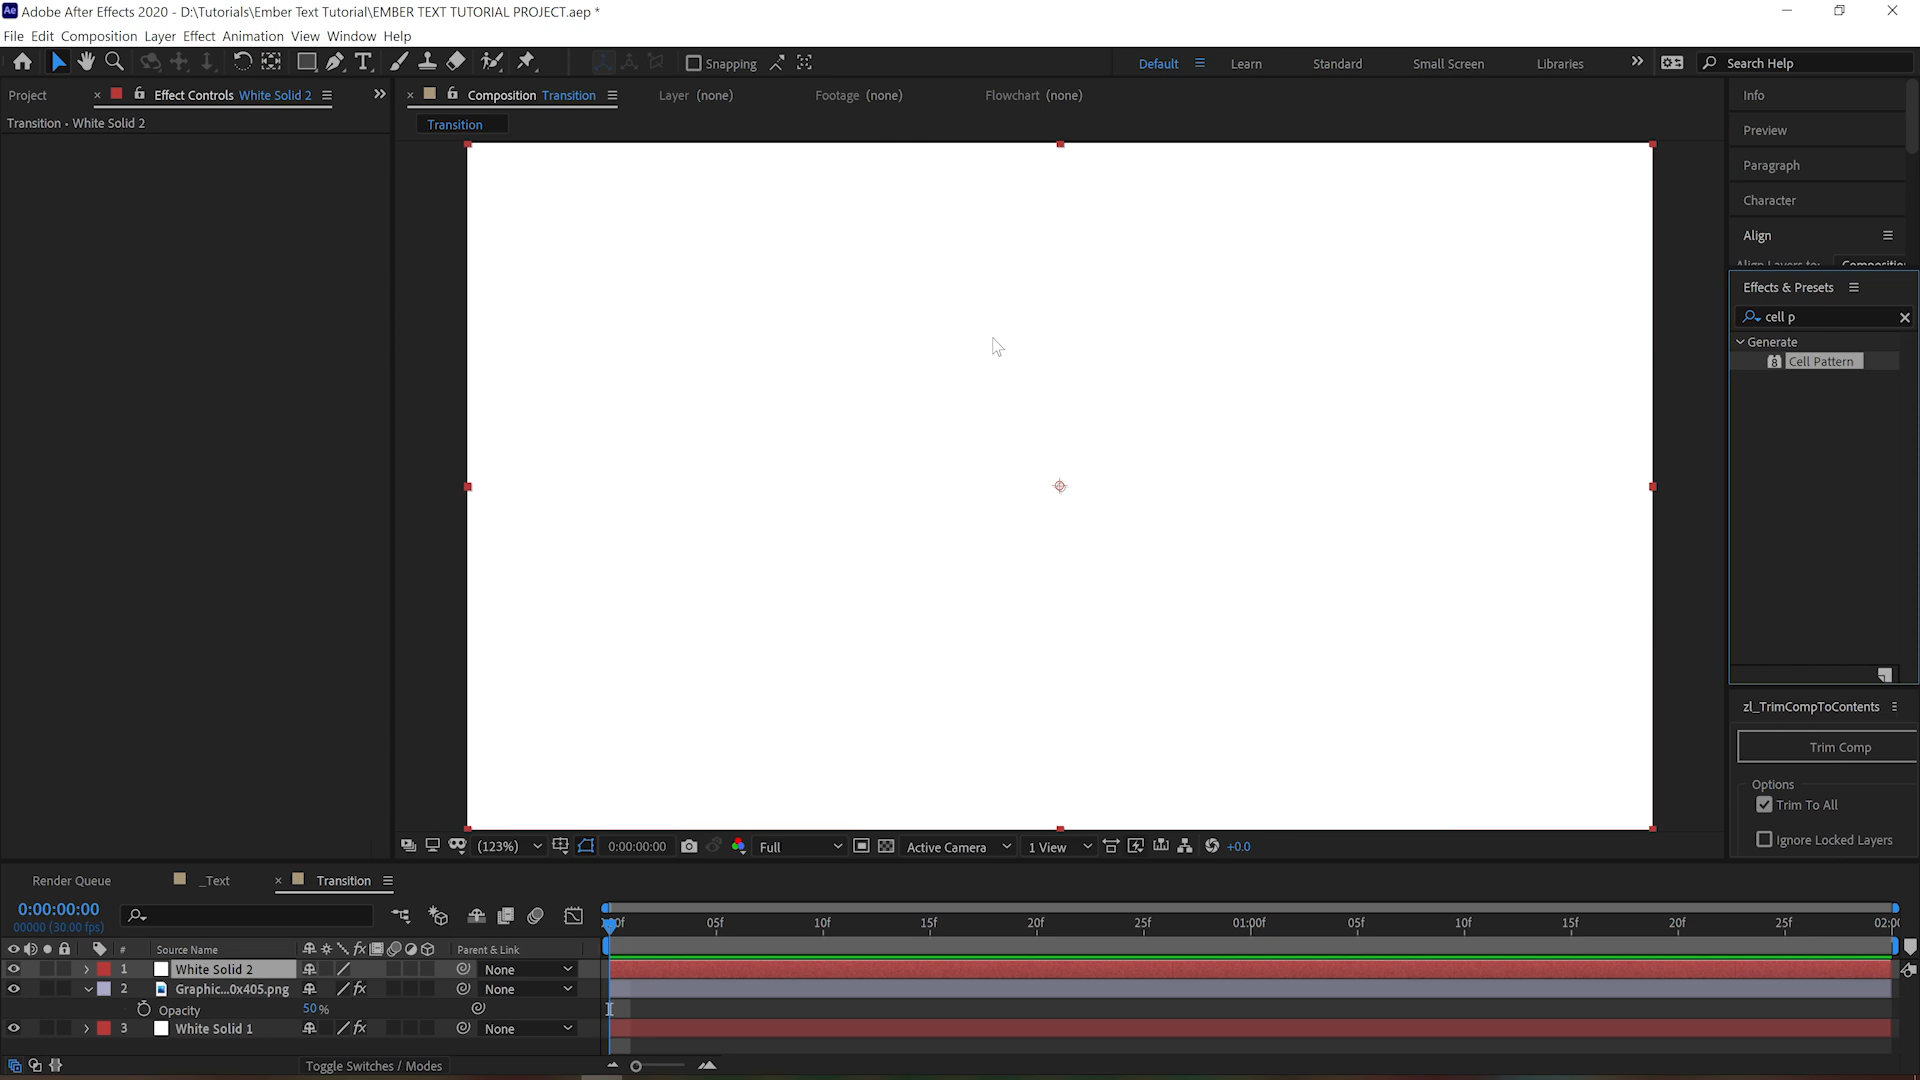 Ae Adobe After Effects 2020 - D:\Tutorials\Ember Text Tutorial\EMBER TEXT TUTORIAL PROJECT.aep *
File Edit Composition Layer Effect Animation View Window Help
Snapping
Default Learn Standard Small Screen Libraries Search Help
Project Effect Controls White Solid 2
Composition Transition Layer (none) Footage (none) Flowchart (none)
Transition • White Solid 2
Transition
Info
Preview
Paragraph
Character
Align
Effects & Presets
cell p
Generate
Cell Pattern
zl_TrimCompToContents
Trim Comp
Options
Trim To All
Ignore Locked Layers
(123%) 0:00:00:00 Full Active Camera 1 View +0.0
Render Queue _Text Transition
0:00:00:00
00000 (30.00 fps)
05f 10f 15f 20f 25f 01:00f 05f 10f 15f 20f 25f
# Source Name Parent & Link
1 White Solid 2 None
2 Graphic...0x405.png None
Opacity 50%
3 White Solid 1 None
Toggle Switches / Modes